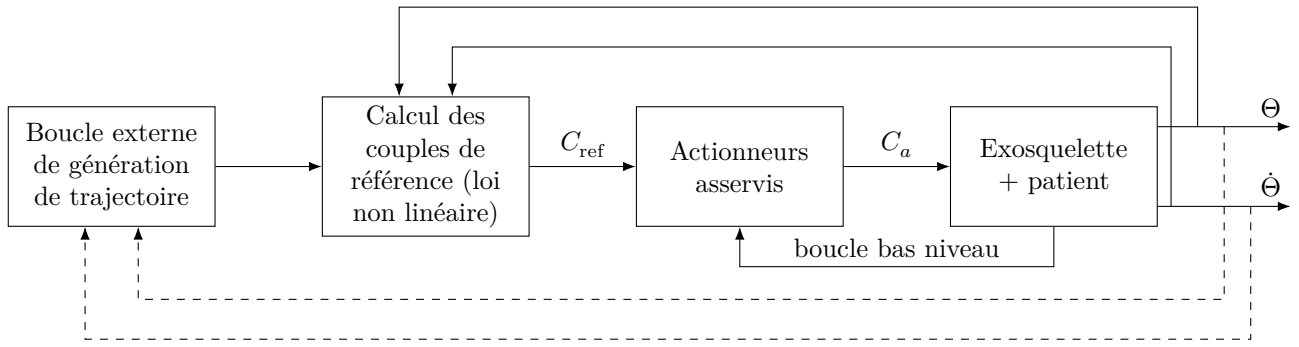 Boucle externe
de génération
de trajectoire
Calcul des
couples de
référence (loi
non linéaire)
C_ref
Actionneurs
asservis
C_a
Exosquelette
+ patient
Θ
Θ̇
boucle bas niveau